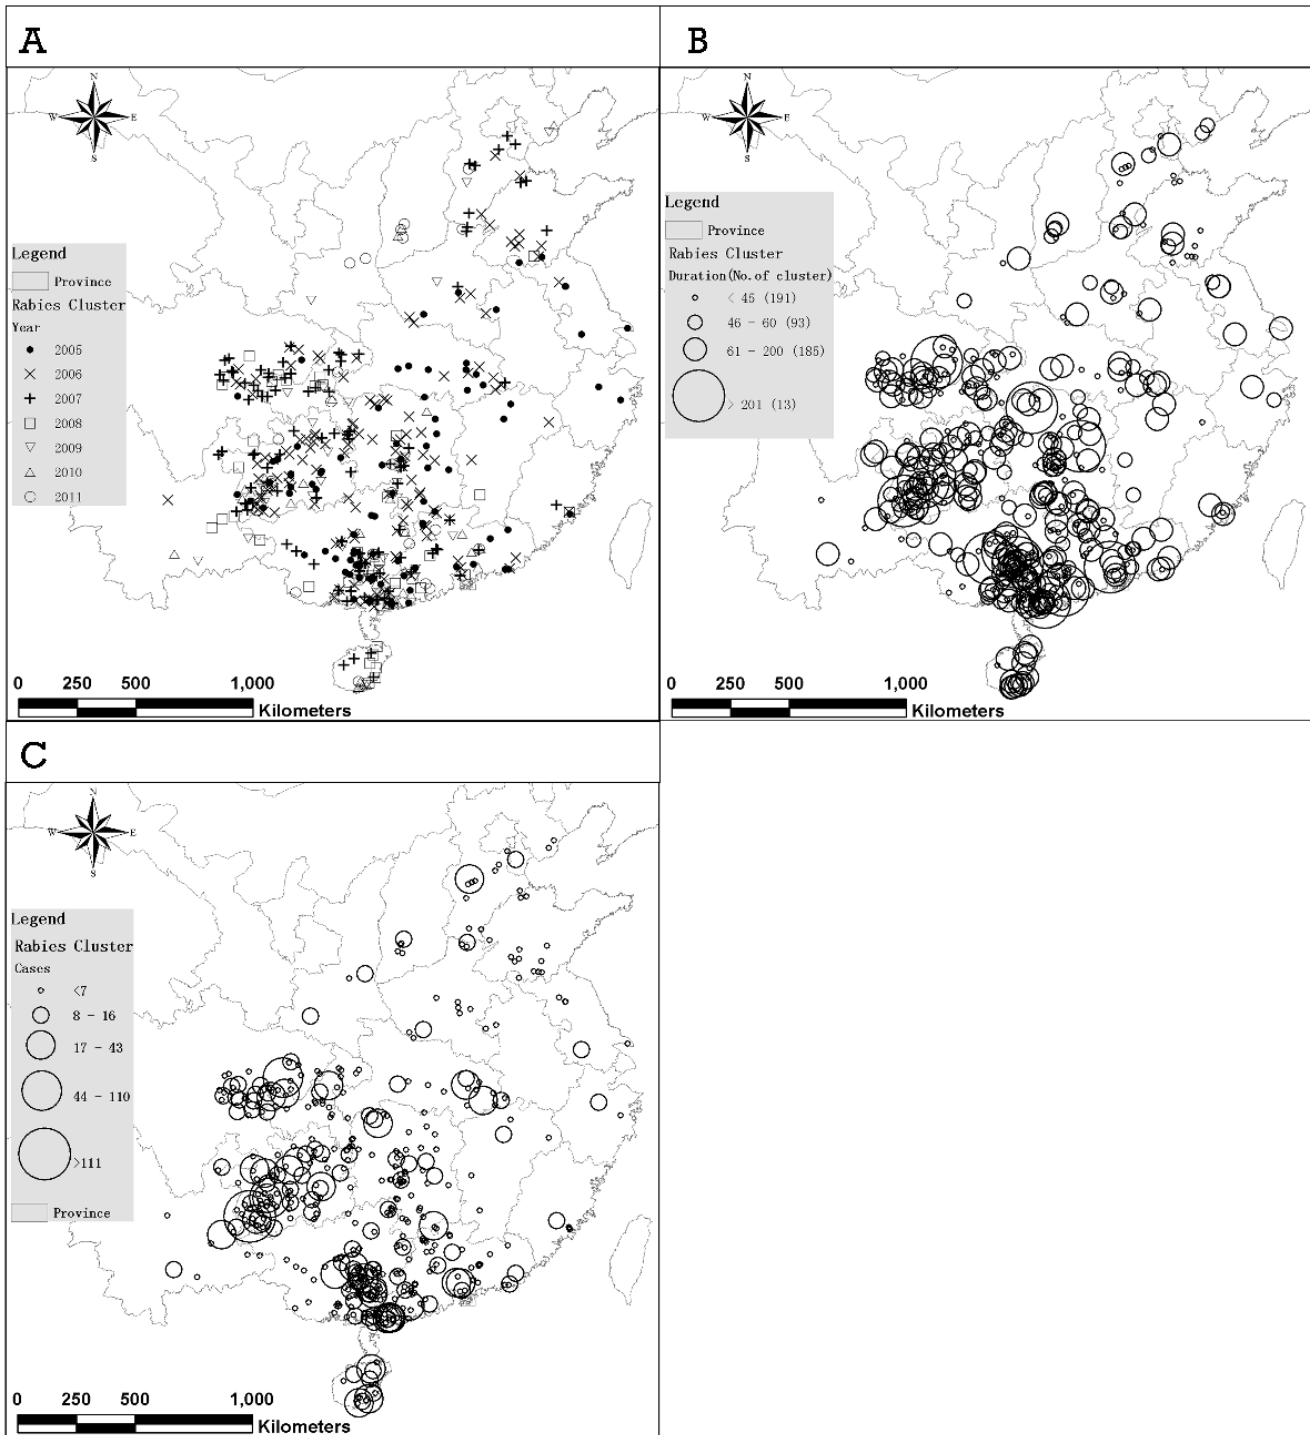 A
N
W E
S
Legend
Province
Rabies Cluster
Year
2005
2006
2007
2008
2009
2010
2011
0 250 500 1,000
Kilometers
B
N
W E
S
Legend
Province
Rabies Cluster
Duration(No.of cluster)
< 45 (191)
46 - 60 (93)
61 - 200 (185)
> 201 (13)
0 250 500 1,000
Kilometers
C
N
W E
S
Legend
Rabies Cluster
Cases
<7
8 - 16
17 - 43
44 - 110
>111
Province
0 250 500 1,000
Kilometers